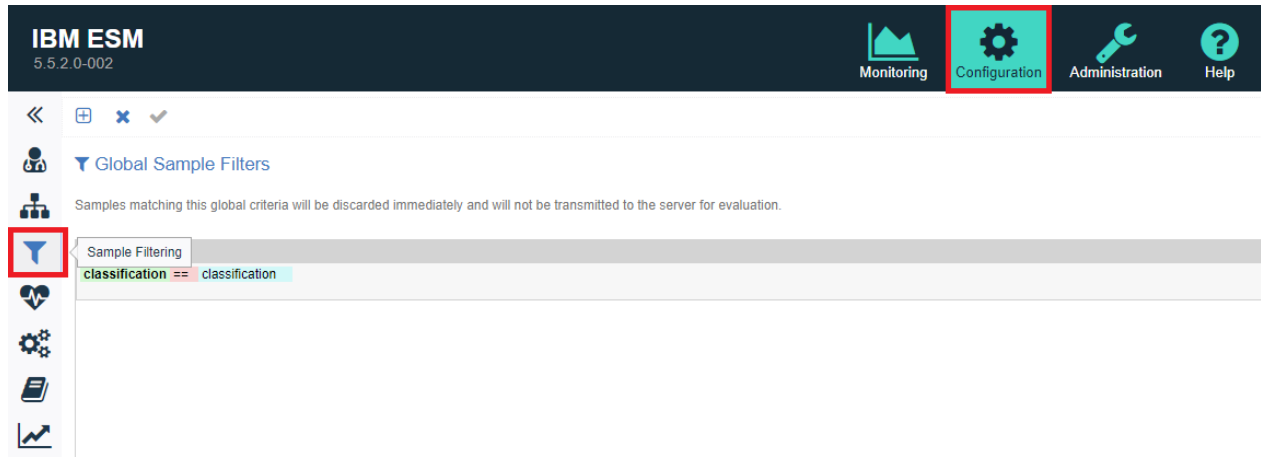 IBM ESM
5.5.2.0-002
Monitoring
Configuration
Administration
Help
Global Sample Filters
Samples matching this global criteria will be discarded immediately and will not be transmitted to the server for evaluation.
Sample Filtering
classification == classification